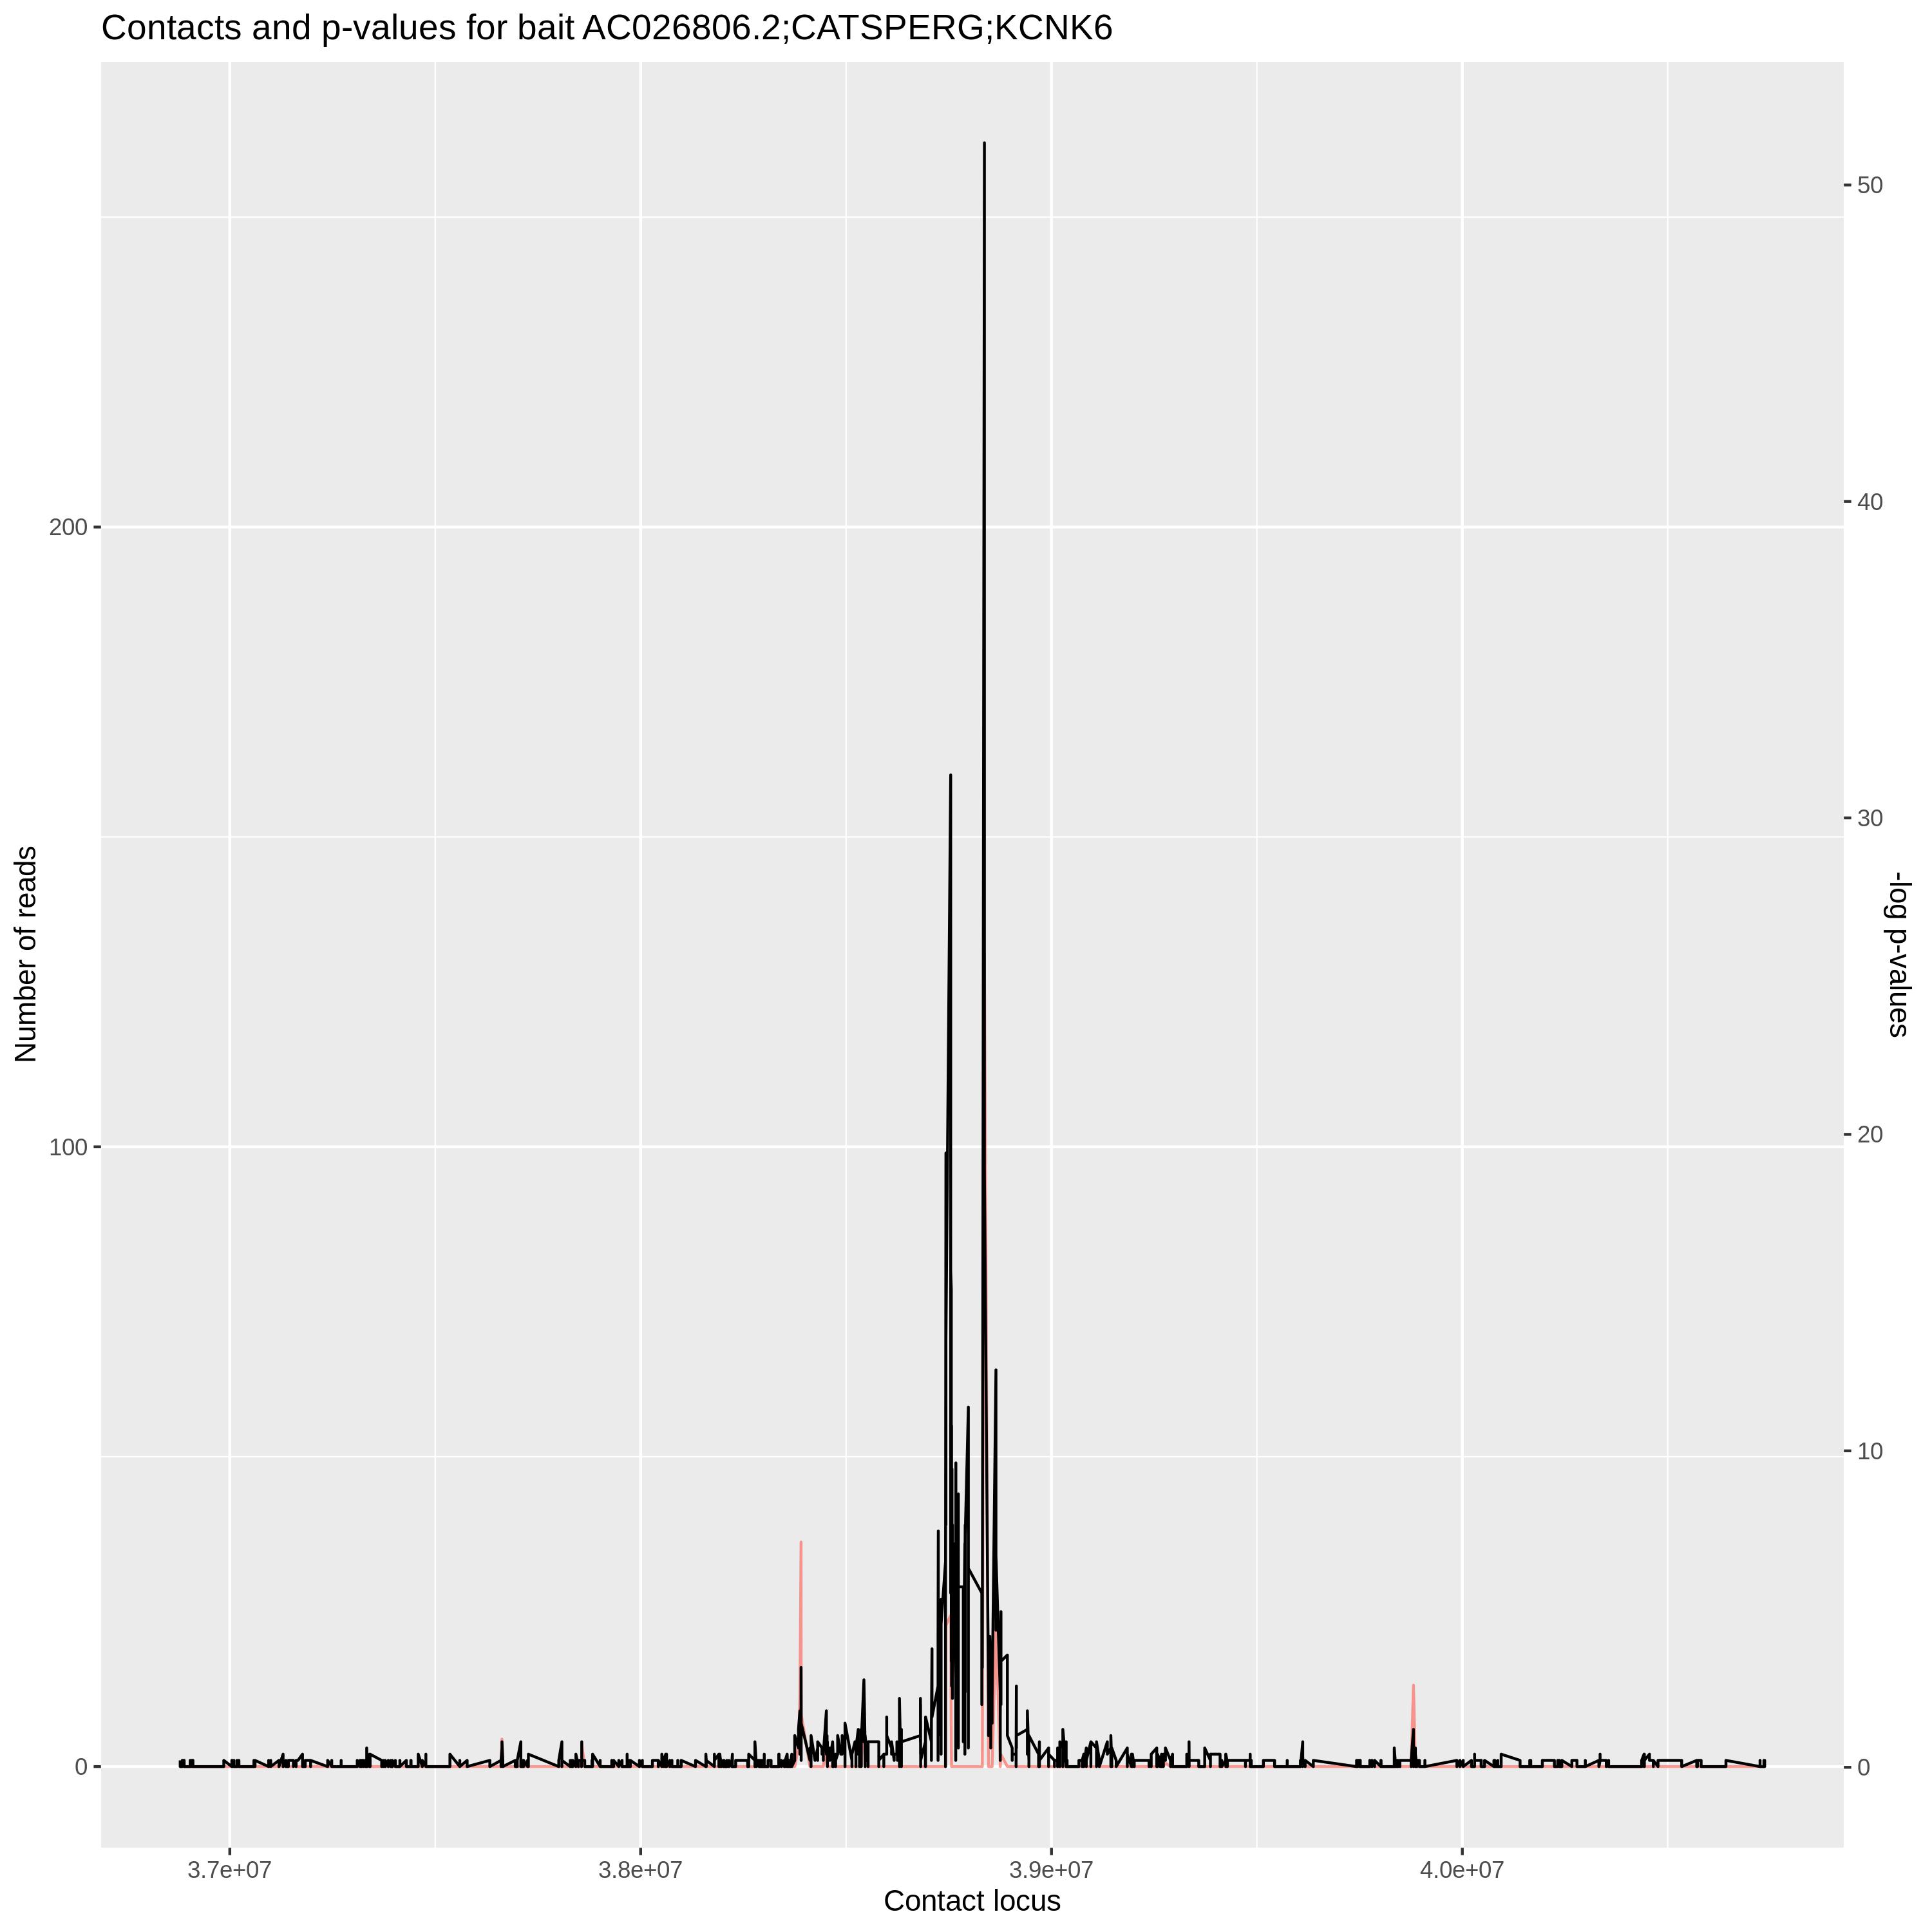 Contacts and p-values for bait AC026806.2;CATSPERG;KCNK6
Number of reads
200
100
0
50
40
30
20
10
0
-log p-values
3.7e+07
3.8e+07
3.9e+07
4.0e+07
Contact locus